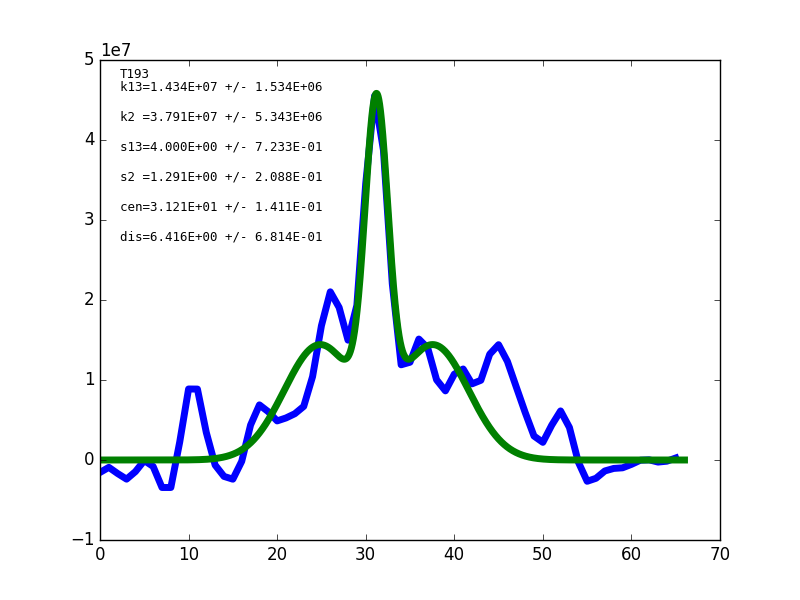 1e7
5
4
3
2
1
0
−1
T193
k13=1.434E+07 +/- 1.534E+06
k2 =3.791E+07 +/- 5.343E+06
s13=4.000E+00 +/- 7.233E-01
s2 =1.291E+00 +/- 2.088E-01
cen=3.121E+01 +/- 1.411E-01
dis=6.416E+00 +/- 6.814E-01
0 10 20 30 40 50 60 70